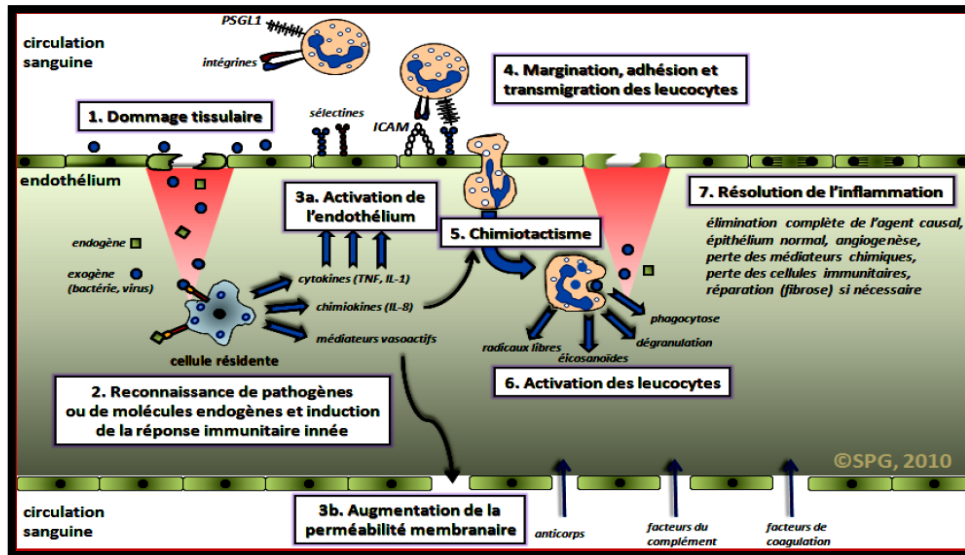 circulation
sanguine
PSGL1
intégrines
4. Margination, adhésion et
transmigration des leucocytes
1. Dommage tissulaire
sélectines
ICAM
endothélium
3a. Activation de
l'endothélium
7. Résolution de l'inflammation
élimination complète de l'agent causal,
épithélium normal, angiogenèse,
perte des médiateurs chimiques,
perte des cellules immunitaires,
réparation (fibrose) si nécessaire
5. Chimiotactisme
endogène
exogène
(bactérie, virus)
cytokines (TNF, IL-1)
chimiokines (IL-8)
médiateurs vasoactifs
cellule résidente
phagocytose
dégranulation
radicaux libres
éicosanoïdes
6. Activation des leucocytes
2. Reconnaissance de pathogènes
ou de molécules endogènes et induction
de la réponse immunitaire innée
©SPG, 2010
circulation
sanguine
3b. Augmentation de la
perméabilité membranaire
anticorps
facteurs du
complément
facteurs de
coagulation